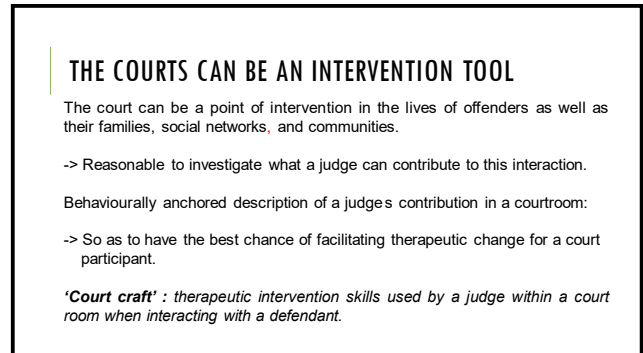 THE COURTS CAN BE AN INTERVENTION TOOL
The court can be a point of intervention in the lives of offenders as well as
their families, social networks, and communities.
-> Reasonable to investigate what a judge can contribute to this interaction.
Behaviourally anchored description of a judges contribution in a courtroom:
-> So as to have the best chance of facilitating therapeutic change for a court
participant.
‘Court craft’ : therapeutic intervention skills used by a judge within a court
room when interacting with a defendant.